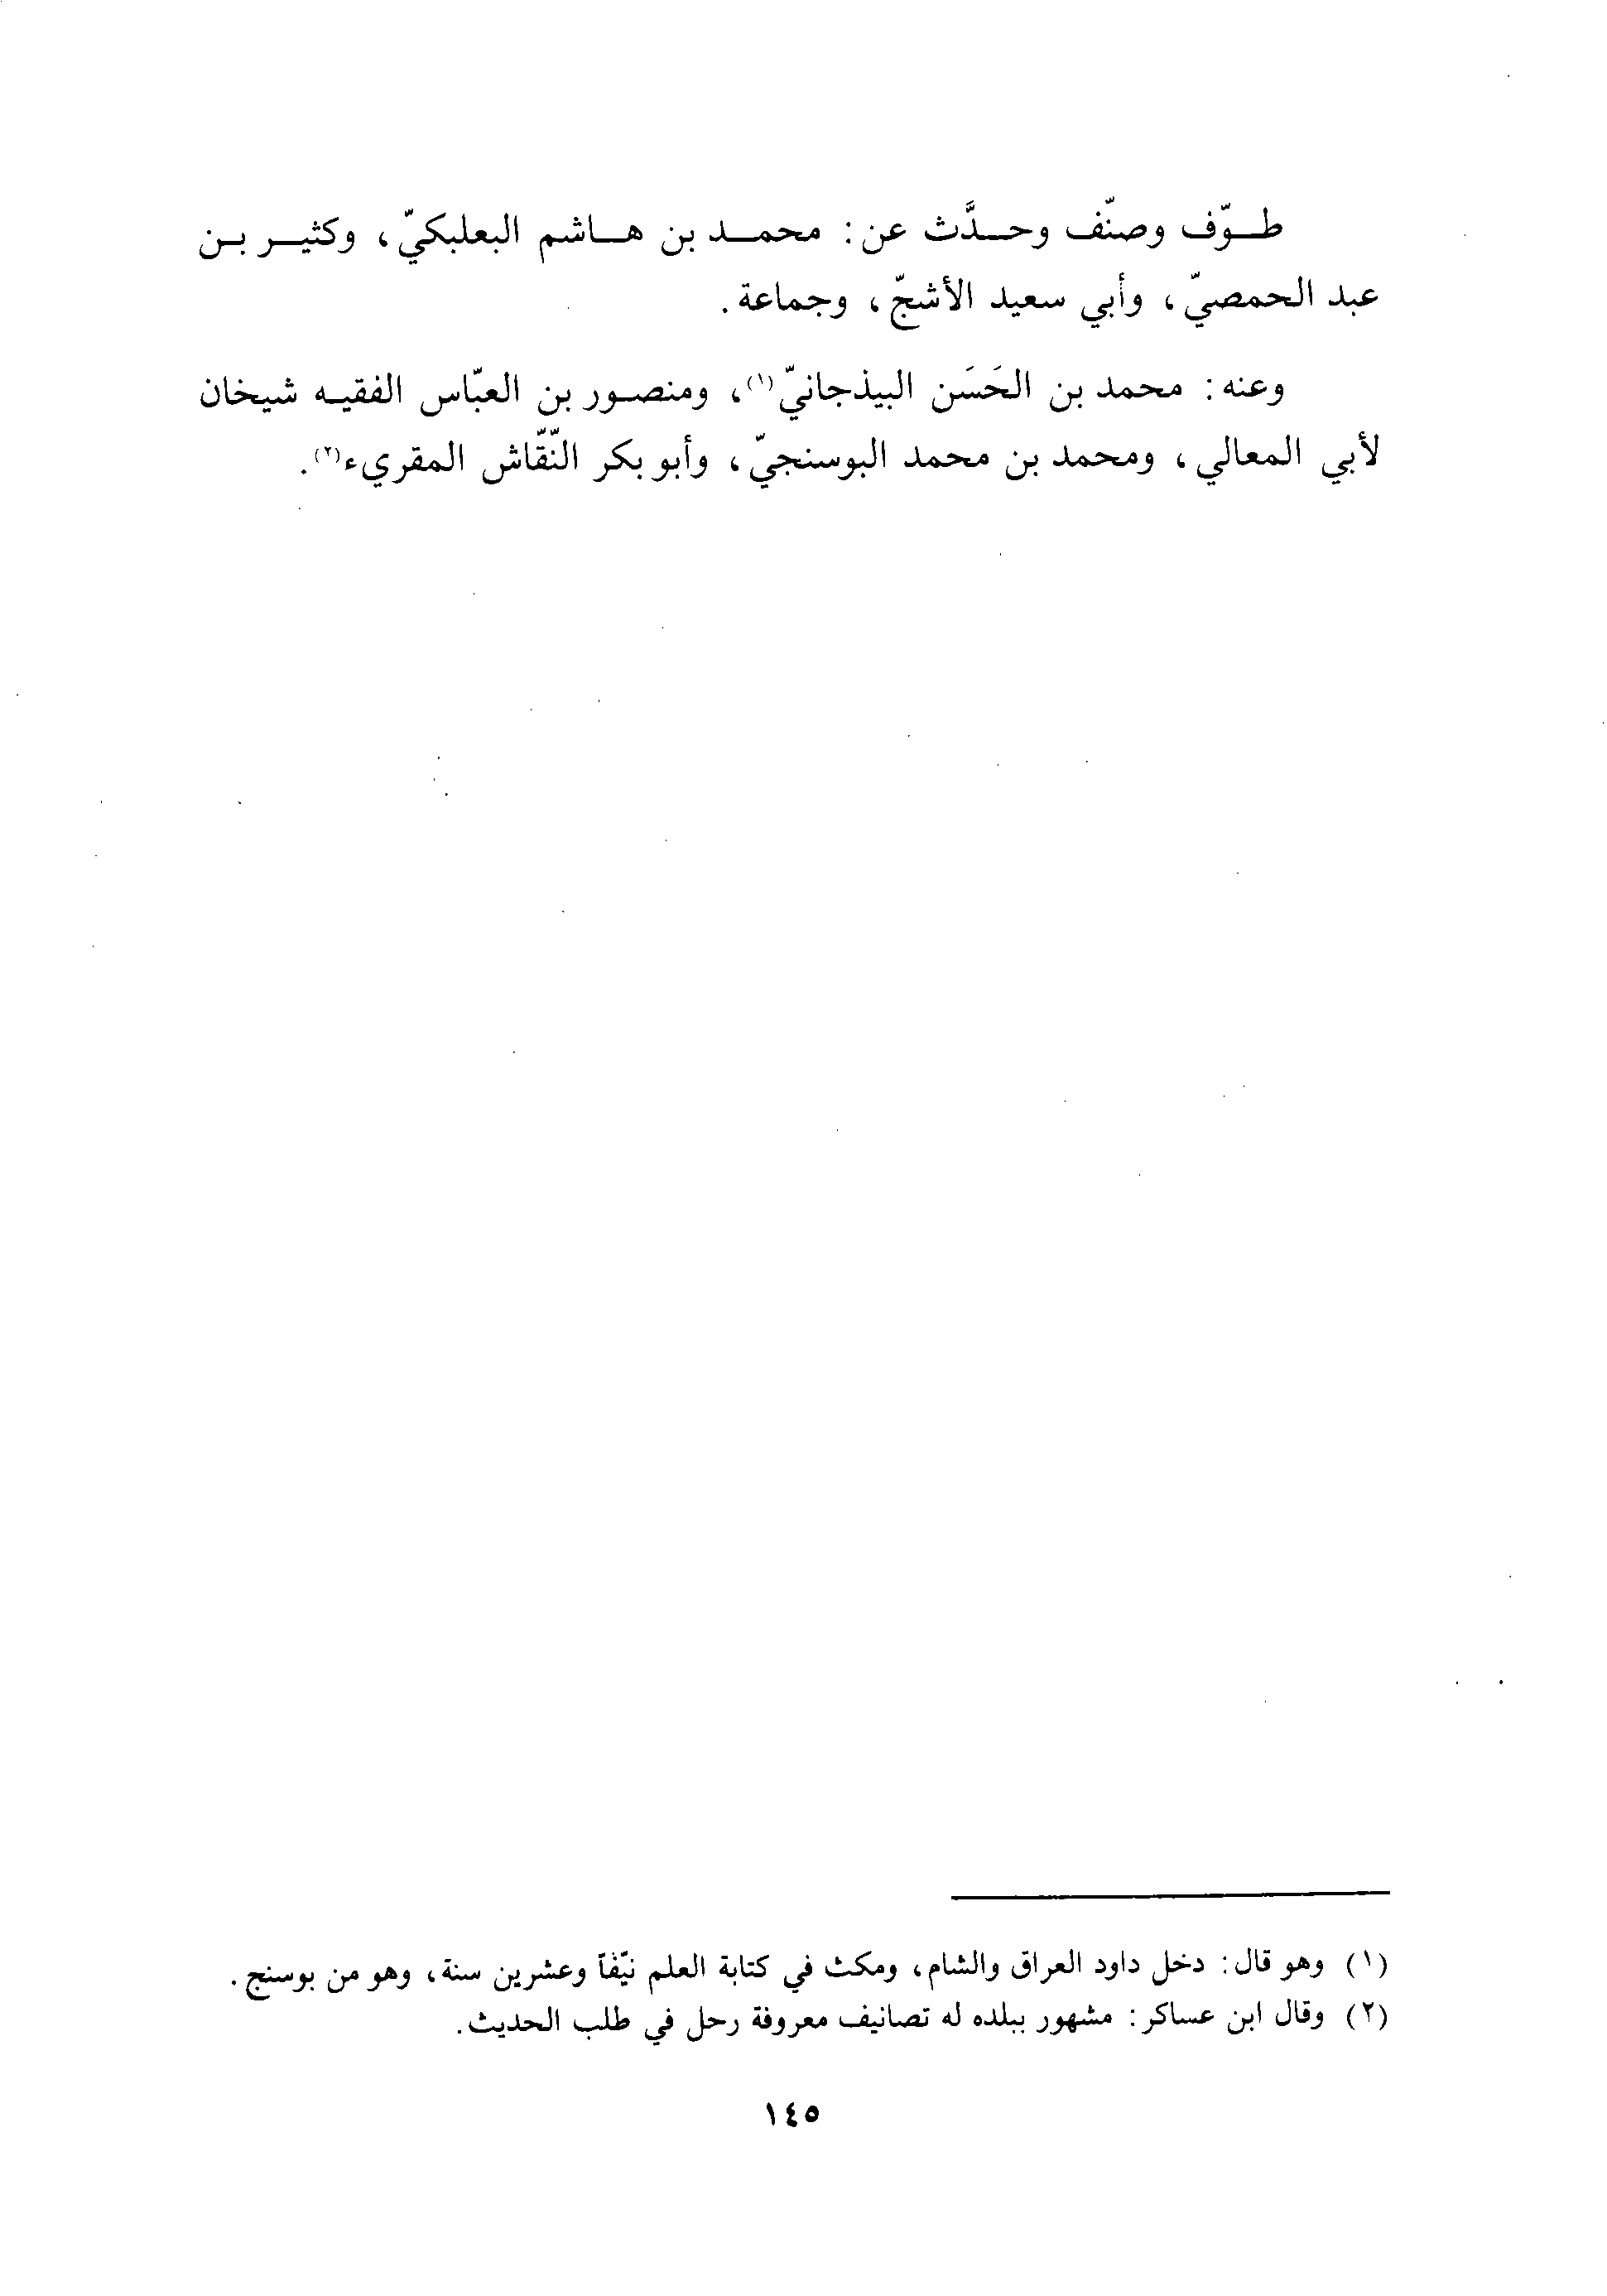 طوّف وصنّف وحدَّث عن: محمد بن هاشم البعلبكيّ، وكثير بن
عبد الحمصيّ، وأبي سعيد الأشجّ، وجماعة.
وعنه: محمد بن الحَسَن البيذجانيّ(١)، ومنصور بن العبّاس الفقيه شيخان
لأبي المعالي، ومحمد بن محمد البوسنجيّ، وأبو بكر النّقّاش المقريء(٢).
(١) وهو قال: دخل داود العراق والشام، ومكث في كتابة العلم نيّفاً وعشرين سنة، وهو من بوسنج.
(٢) وقال ابن عساكر: مشهور ببلده له تصانيف معروفة رحل في طلب الحديث.
١٤٥